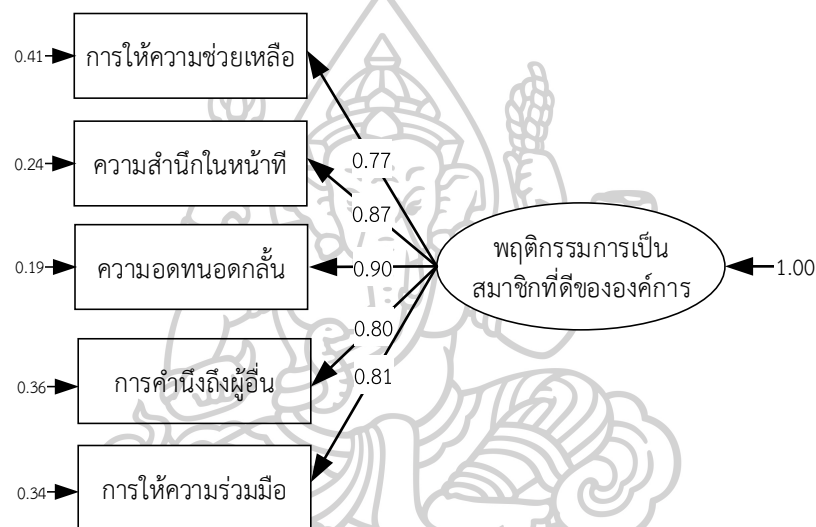 0.41
การให้ความช่วยเหลือ
0.24
ความสำนึกในหน้าที่
0.77
0.87
0.19
ความอดทนอดกลั้น
0.90
พฤติกรรมการเป็น
สมาชิกที่ดีขององค์การ
1.00
0.80
0.36
การคำนึงถึงผู้อื่น
0.81
0.34
การให้ความร่วมมือ